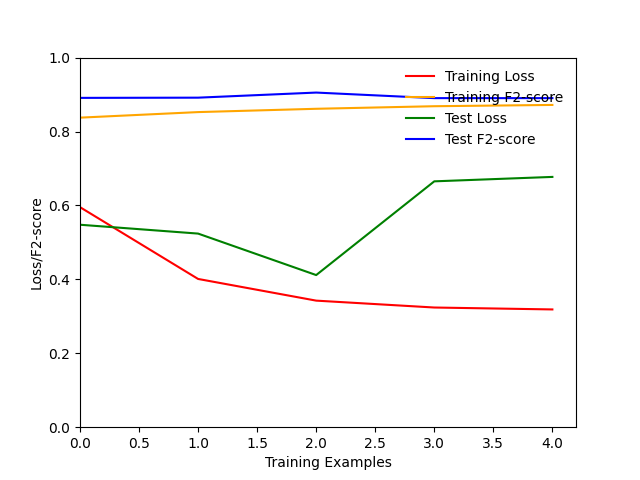 1.0
0.8
0.6
0.4
0.2
0.0
Loss/F2-score
Training Loss
Training F2-score
Test Loss
Test F2-score
0.0 0.5 1.0 1.5 2.0 2.5 3.0 3.5 4.0
Training Examples